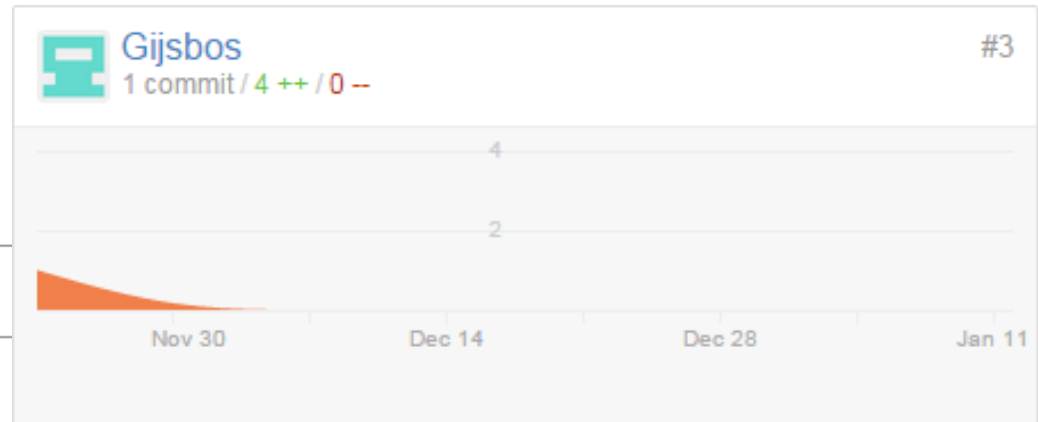 Gijsbos #3
1 commit / 4 ++ / 0 --
4
2
Nov 30 Dec 14 Dec 28 Jan 11